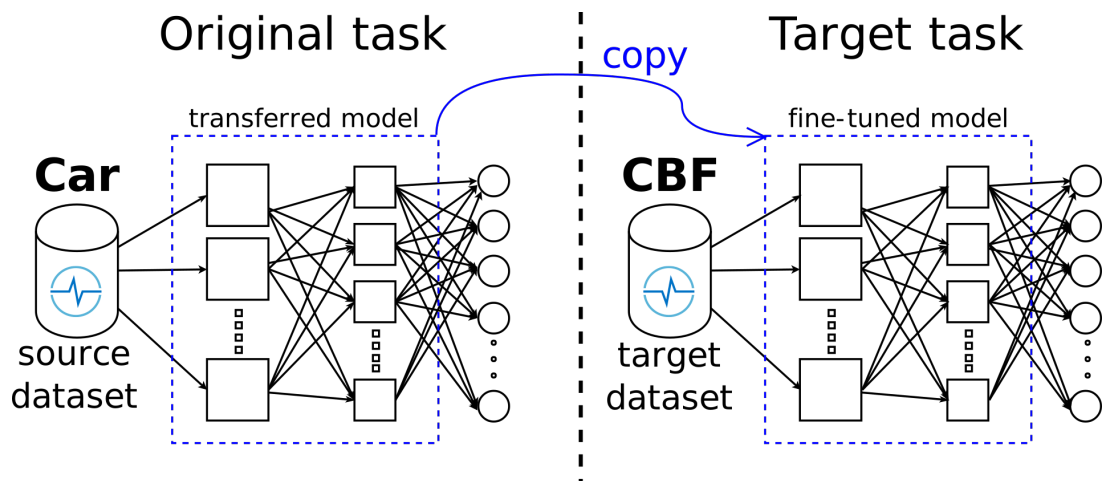 Original task
Target task
copy
transferred model
fine-tuned model
Car
source
dataset
CBF
target
dataset